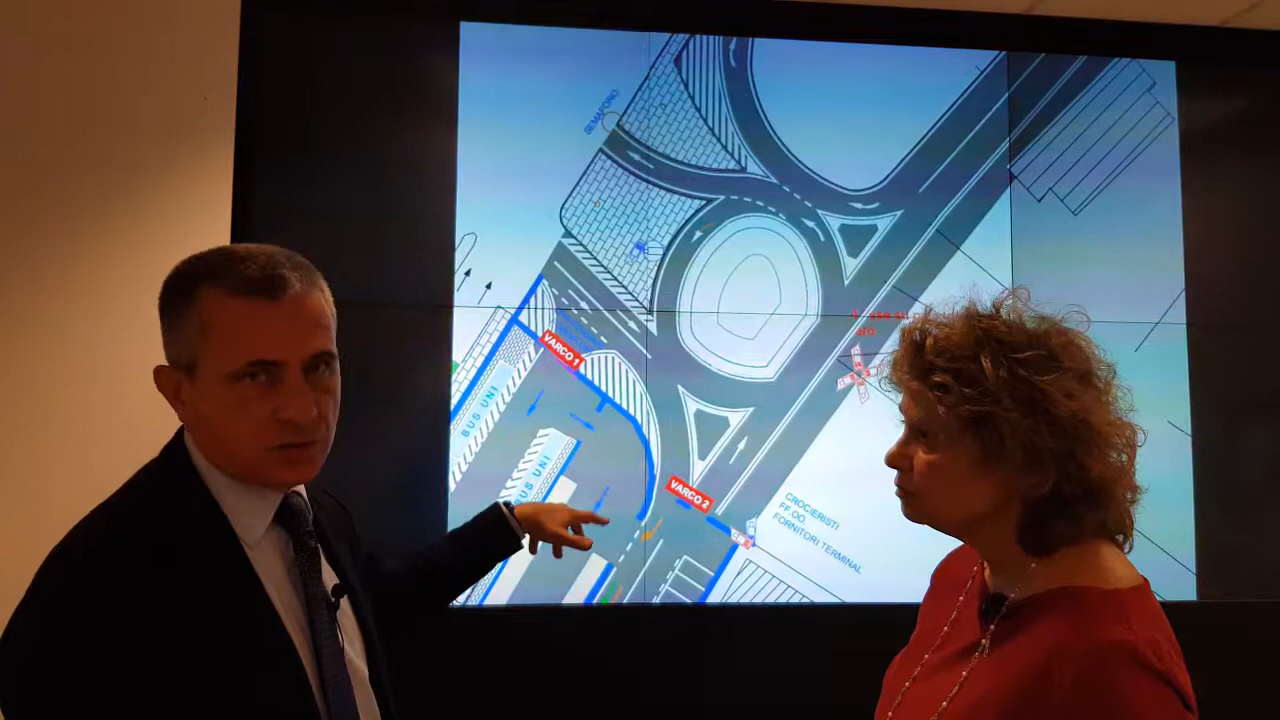 SEMAFORO
VARCO 1
BUS UNI
BUS UNI
VARCO 2
CROCIERISTI
FF.OO.
FORNITORI TERMINAL